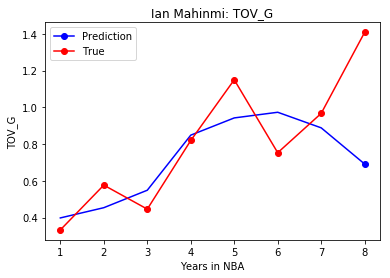 Ian Mahinmi: TOV_G
Prediction
True
TOV_G
1.4
1.2
1.0
0.8
0.6
0.4
1 2 3 4 5 6 7 8
Years in NBA